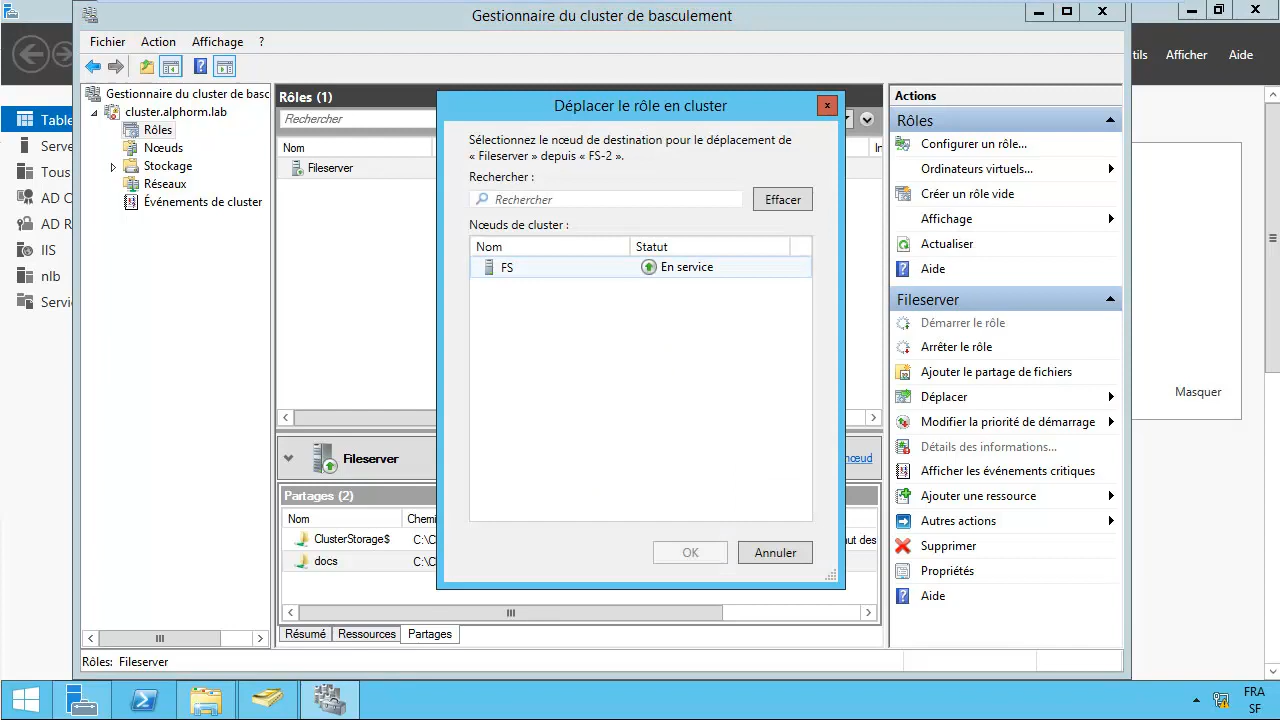 Gestionnaire du cluster de basculement
Fichier Action Affichage ?
tils Afficher Aide
Table
Serve
Tous
AD C
AD R
IIS
nlb
Servic
Gestionnaire du cluster de basc
cluster.alphorm.lab
Rôles
Nœuds
Stockage
Réseaux
Événements de cluster
Rôles (1)
Rechercher
Nom
Fileserver
Fileserver
nœud
Partages (2)
Nom Chemi
ClusterStorage$ C:\C
aut des
docs C:\C
Résumé Ressources Partages
Rôles: Fileserver
Déplacer le rôle en cluster
Sélectionnez le nœud de destination pour le déplacement de
« Fileserver » depuis « FS-2 ».
Rechercher :
Rechercher Effacer
Nœuds de cluster :
Nom Statut
FS En service
OK Annuler
Actions
Rôles
Configurer un rôle...
Ordinateurs virtuels...
Créer un rôle vide
Affichage
Actualiser
Aide
Fileserver
Démarrer le rôle
Arrêter le rôle
Ajouter le partage de fichiers
Déplacer
Modifier la priorité de démarrage
Détails des informations...
Afficher les événements critiques
Ajouter une ressource
Autres actions
Supprimer
Propriétés
Aide
Masquer
FRA
SF